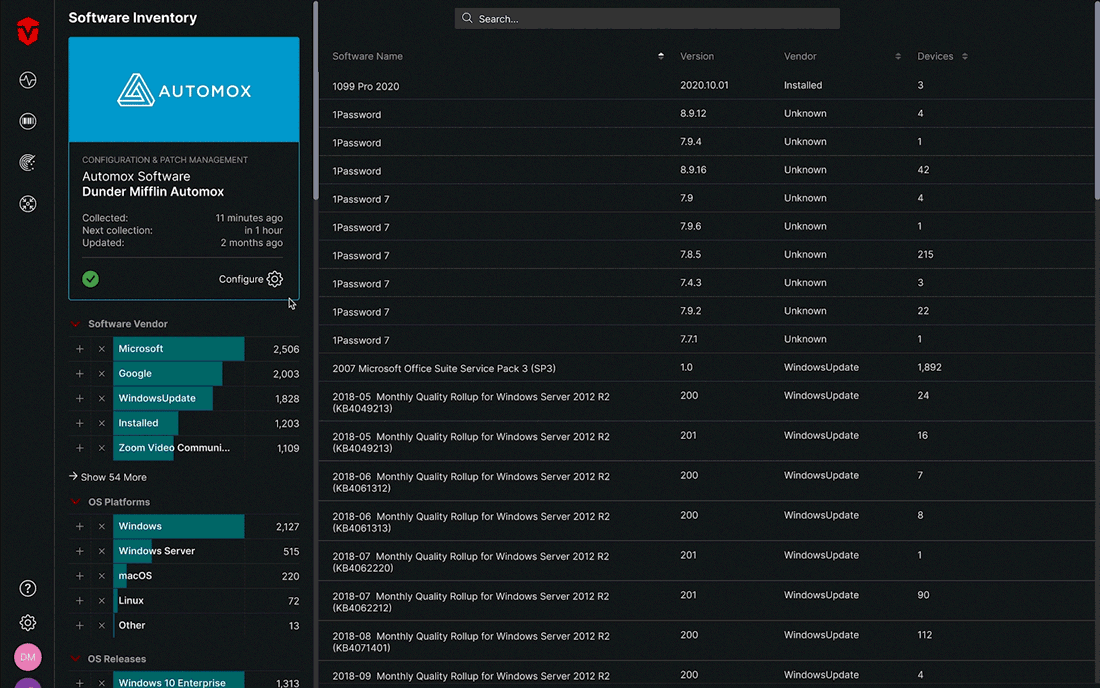 Software Inventory
Search...
AUTOMOX
CONFIGURATION & PATCH MANAGEMENT
Automox Software
Dunder Mifflin Automox
Collected: 11 minutes ago
Next collection: in 1 hour
Updated: 2 months ago
Configure
Software Vendor
Microsoft 2,506
Google 2,003
WindowsUpdate 1,828
Installed 1,203
Zoom Video Communi... 1,109
Show 54 More
OS Platforms
Windows 2,127
Windows Server 515
macOS 220
Linux 72
Other 13
OS Releases
Windows 10 Enterprise 1,313
DM
Software Name Version Vendor Devices
1099 Pro 2020 2020.10.01 Installed 3
1Password 8.9.12 Unknown 4
1Password 7.9.4 Unknown 1
1Password 8.9.16 Unknown 42
1Password 7 7.9 Unknown 4
1Password 7 7.9.6 Unknown 1
1Password 7 7.8.5 Unknown 215
1Password 7 7.4.3 Unknown 3
1Password 7 7.9.2 Unknown 22
1Password 7 7.7.1 Unknown 1
2007 Microsoft Office Suite Service Pack 3 (SP3) 1.0 WindowsUpdate 1,892
2018-05 Monthly Quality Rollup for Windows Server 2012 R2 200 WindowsUpdate 24
(KB4049213)
2018-05 Monthly Quality Rollup for Windows Server 2012 R2 201 WindowsUpdate 16
(KB4049213)
2018-06 Monthly Quality Rollup for Windows Server 2012 R2 200 WindowsUpdate 7
(KB4061312)
2018-06 Monthly Quality Rollup for Windows Server 2012 R2 200 WindowsUpdate 8
(KB4061313)
2018-07 Monthly Quality Rollup for Windows Server 2012 R2 201 WindowsUpdate 1
(KB4062220)
2018-07 Monthly Quality Rollup for Windows Server 2012 R2 201 WindowsUpdate 90
(KB4062212)
2018-08 Monthly Quality Rollup for Windows Server 2012 R2 200 WindowsUpdate 112
(KB4071401)
2018-09 Monthly Quality Rollup for Windows Server 2012 R2 200 WindowsUpdate 4